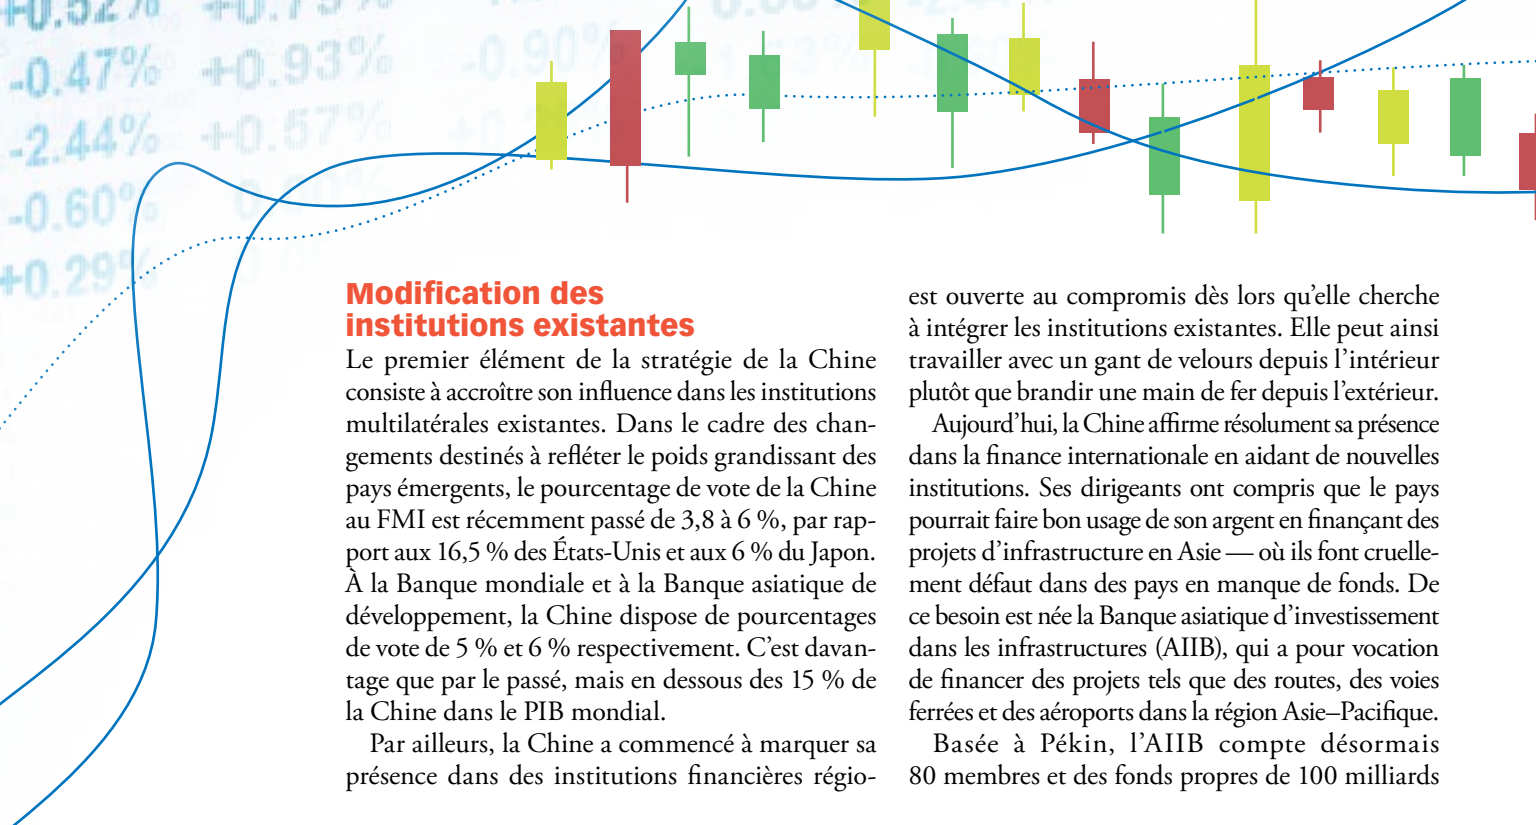 +0.52%
-0.47% +0.93% -0.90%
-2.44% +0.57%
-0.60%
+0.29%
Modification des
institutions existantes
Le premier élément de la stratégie de la Chine
consiste à accroître son influence dans les institutions
multilatérales existantes. Dans le cadre des chan-
gements destinés à refléter le poids grandissant des
pays émergents, le pourcentage de vote de la Chine
au FMI est récemment passé de 3,8 à 6 %, par rap-
port aux 16,5 % des États-Unis et aux 6 % du Japon.
À la Banque mondiale et à la Banque asiatique de
développement, la Chine dispose de pourcentages
de vote de 5 % et 6 % respectivement. C’est davan-
tage que par le passé, mais en dessous des 15 % de
la Chine dans le PIB mondial.
Par ailleurs, la Chine a commencé à marquer sa
présence dans des institutions financières régio-
est ouverte au compromis dès lors qu’elle cherche
à intégrer les institutions existantes. Elle peut ainsi
travailler avec un gant de velours depuis l’intérieur
plutôt que brandir une main de fer depuis l’extérieur.
Aujourd’hui, la Chine affirme résolument sa présence
dans la finance internationale en aidant de nouvelles
institutions. Ses dirigeants ont compris que le pays
pourrait faire bon usage de son argent en finançant des
projets d’infrastructure en Asie — où ils font cruelle-
ment défaut dans des pays en manque de fonds. De
ce besoin est née la Banque asiatique d’investissement
dans les infrastructures (AIIB), qui a pour vocation
de financer des projets tels que des routes, des voies
ferrées et des aéroports dans la région Asie–Pacifique.
Basée à Pékin, l’AIIB compte désormais
80 membres et des fonds propres de 100 milliards